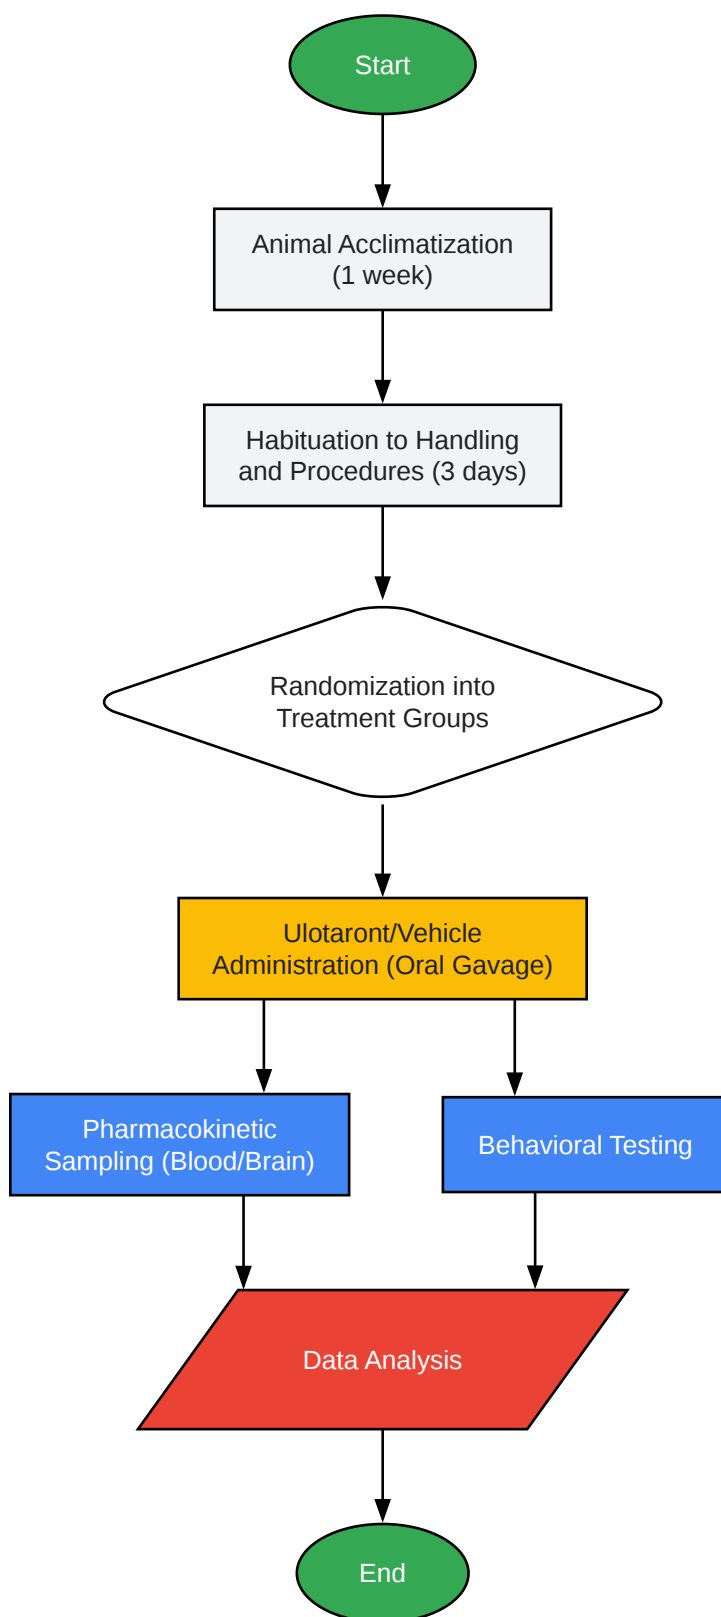 Start
Animal Acclimatization
(1 week)
Habituation to Handling
and Procedures (3 days)
Randomization into
Treatment Groups
Ulotaront/Vehicle
Administration (Oral Gavage)
Pharmacokinetic
Sampling (Blood/Brain)
Behavioral Testing
Data Analysis
End